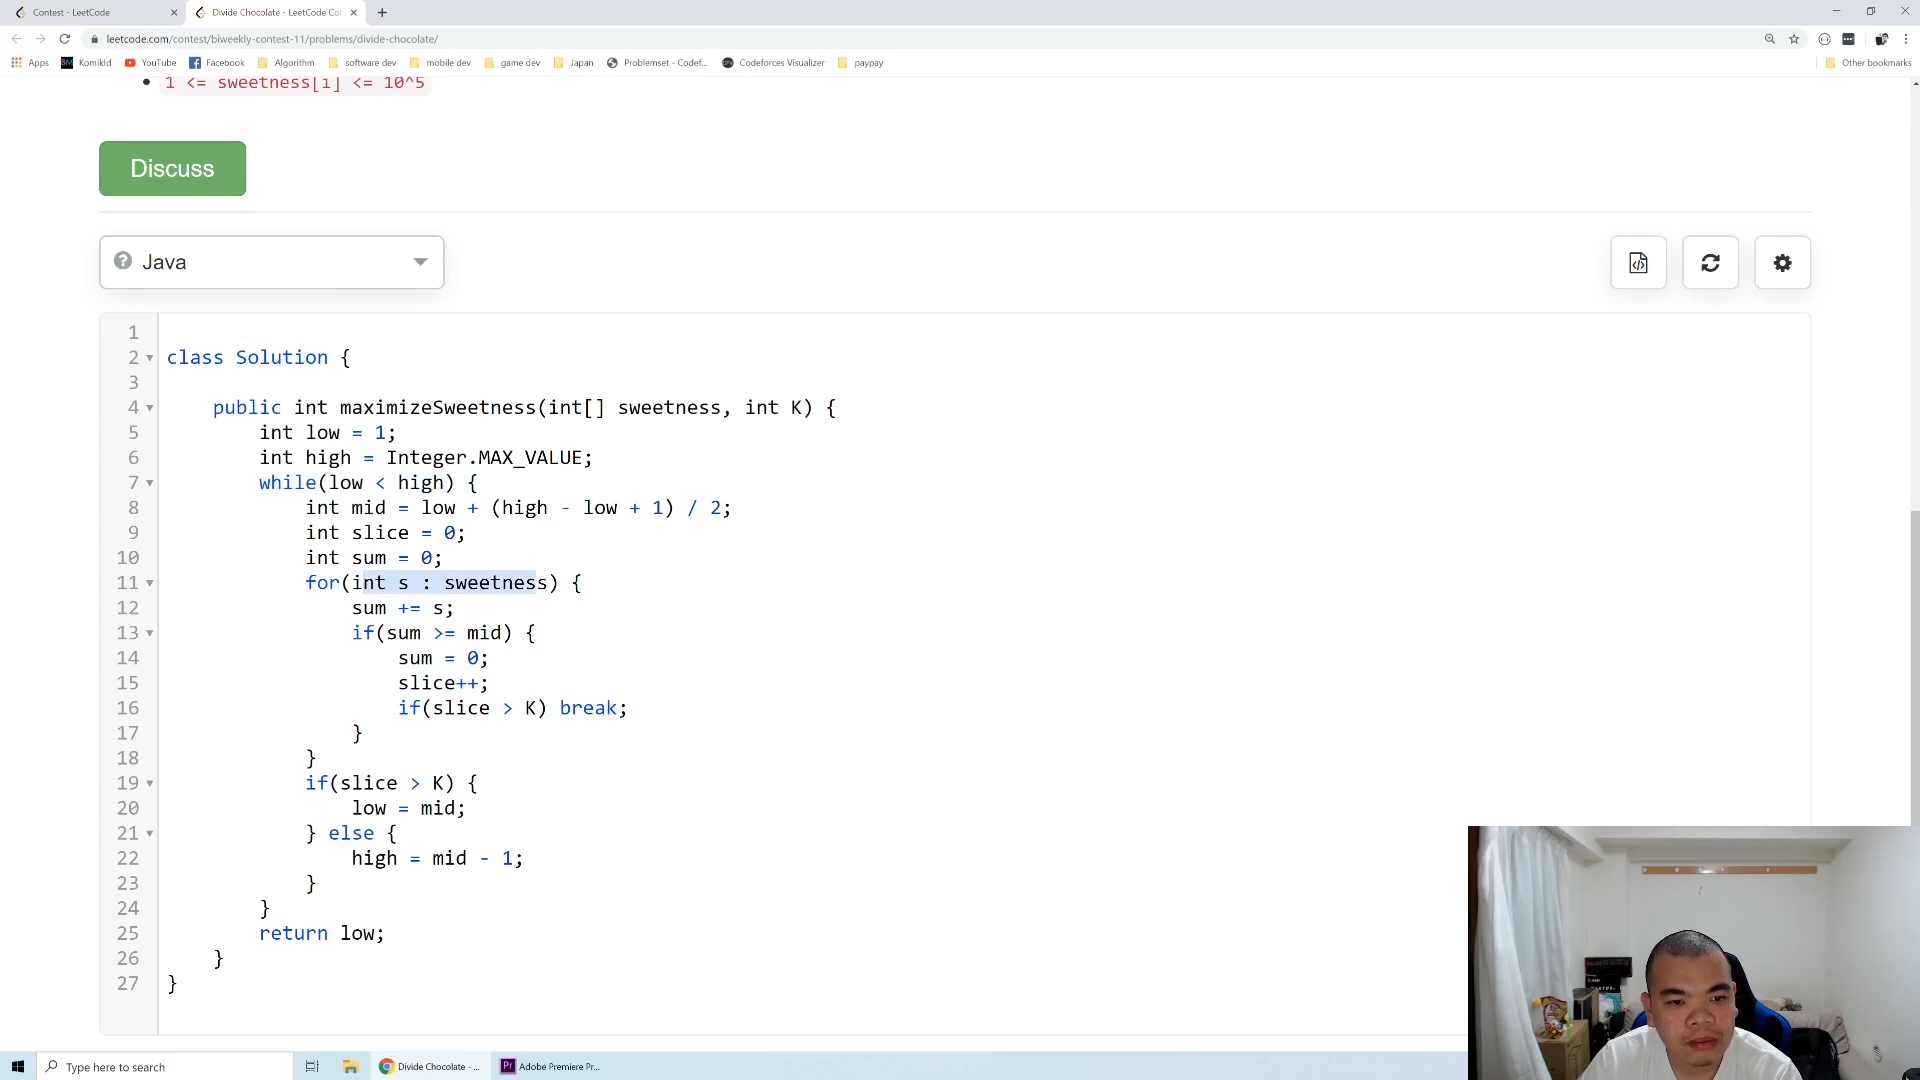 Contest - LeetCode
Divide Chocolate - LeetCode Con
leetcode.com/contest/biweekly-contest-11/problems/divide-chocolate/
Apps Komikid YouTube Facebook Algorithm software dev mobile dev game dev Japan Problemset - Codef... Codeforces Visualizer paypay Other bookmarks
1 <= sweetness[i] <= 10^5
Discuss
Java
1
2 class Solution {
3
4 public int maximizeSweetness(int[] sweetness, int K) {
5 int low = 1;
6 int high = Integer.MAX_VALUE;
7 while(low < high) {
8 int mid = low + (high - low + 1) / 2;
9 int slice = 0;
10 int sum = 0;
11 for(int s : sweetness) {
12 sum += s;
13 if(sum >= mid) {
14 sum = 0;
15 slice++;
16 if(slice > K) break;
17 }
18 }
19 if(slice > K) {
20 low = mid;
21 } else {
22 high = mid - 1;
23 }
24 }
25 return low;
26 }
27 }
Type here to search
Divide Chocolate - ...
Adobe Premiere Pr...